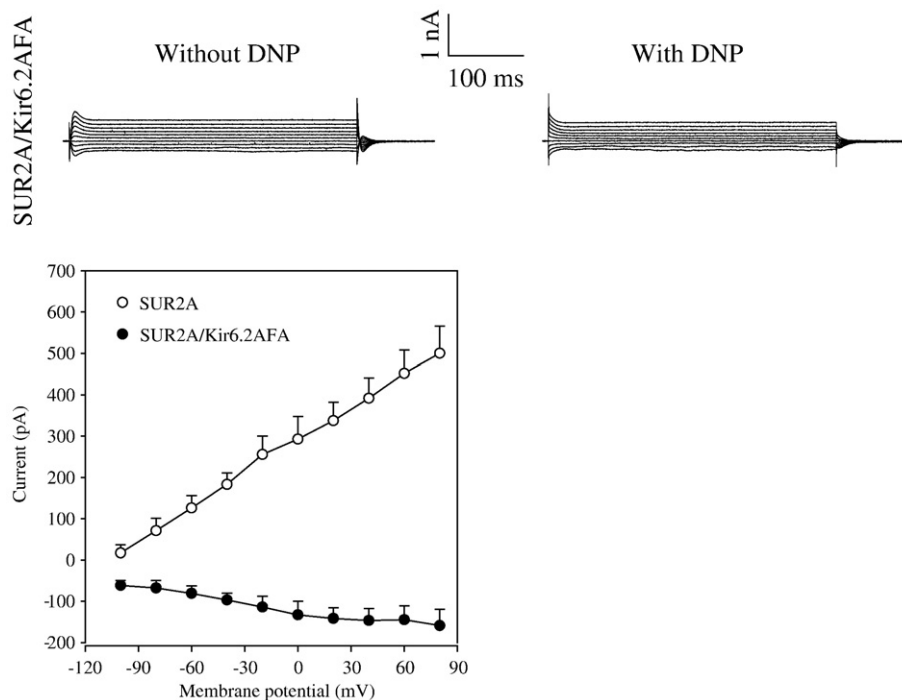 SUR2A/Kir6.2AFA
Without DNP
1 nA
100 ms
With DNP
700
600
500
400
300
200
100
0
-100
-200
Current (pA)
SUR2A
SUR2A/Kir6.2AFA
-120 -90 -60 -30 0 30 60 90
Membrane potential (mV)